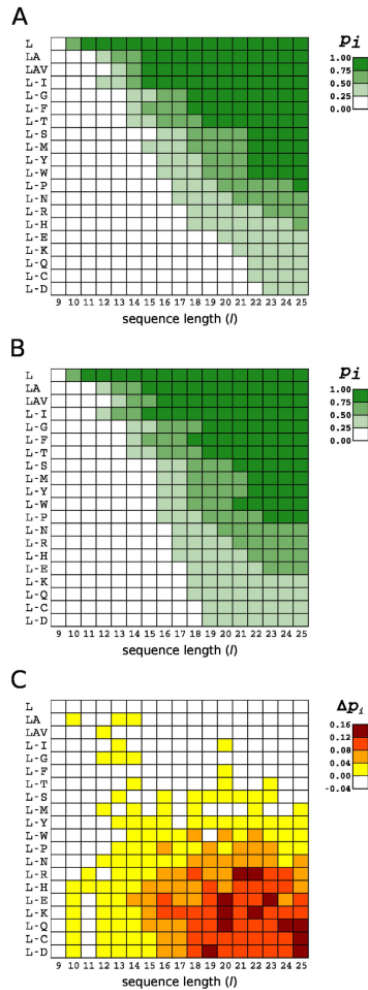 A
p i
L
LA
LAV
L-I
L-G
L-F
L-T
L-S
L-M
L-Y
L-W
L-P
L-N
L-R
L-H
L-E
L-K
L-Q
L-C
L-D
1.00
0.75
0.50
0.25
0.00
9 10 11 12 13 14 15 16 17 18 19 20 21 22 23 24 25
sequence length (l)
B
p i
L
LA
LAV
L-I
L-G
L-F
L-T
L-S
L-M
L-Y
L-W
L-P
L-N
L-R
L-H
L-E
L-K
L-Q
L-C
L-D
1.00
0.75
0.50
0.25
0.00
9 10 11 12 13 14 15 16 17 18 19 20 21 22 23 24 25
sequence length (l)
C
Δp i
L
LA
LAV
L-I
L-G
L-F
L-T
L-S
L-M
L-Y
L-W
L-P
L-N
L-R
L-H
L-E
L-K
L-Q
L-C
L-D
0.16
0.12
0.08
0.04
0.00
-0.04
9 10 11 12 13 14 15 16 17 18 19 20 21 22 23 24 25
sequence length (l)